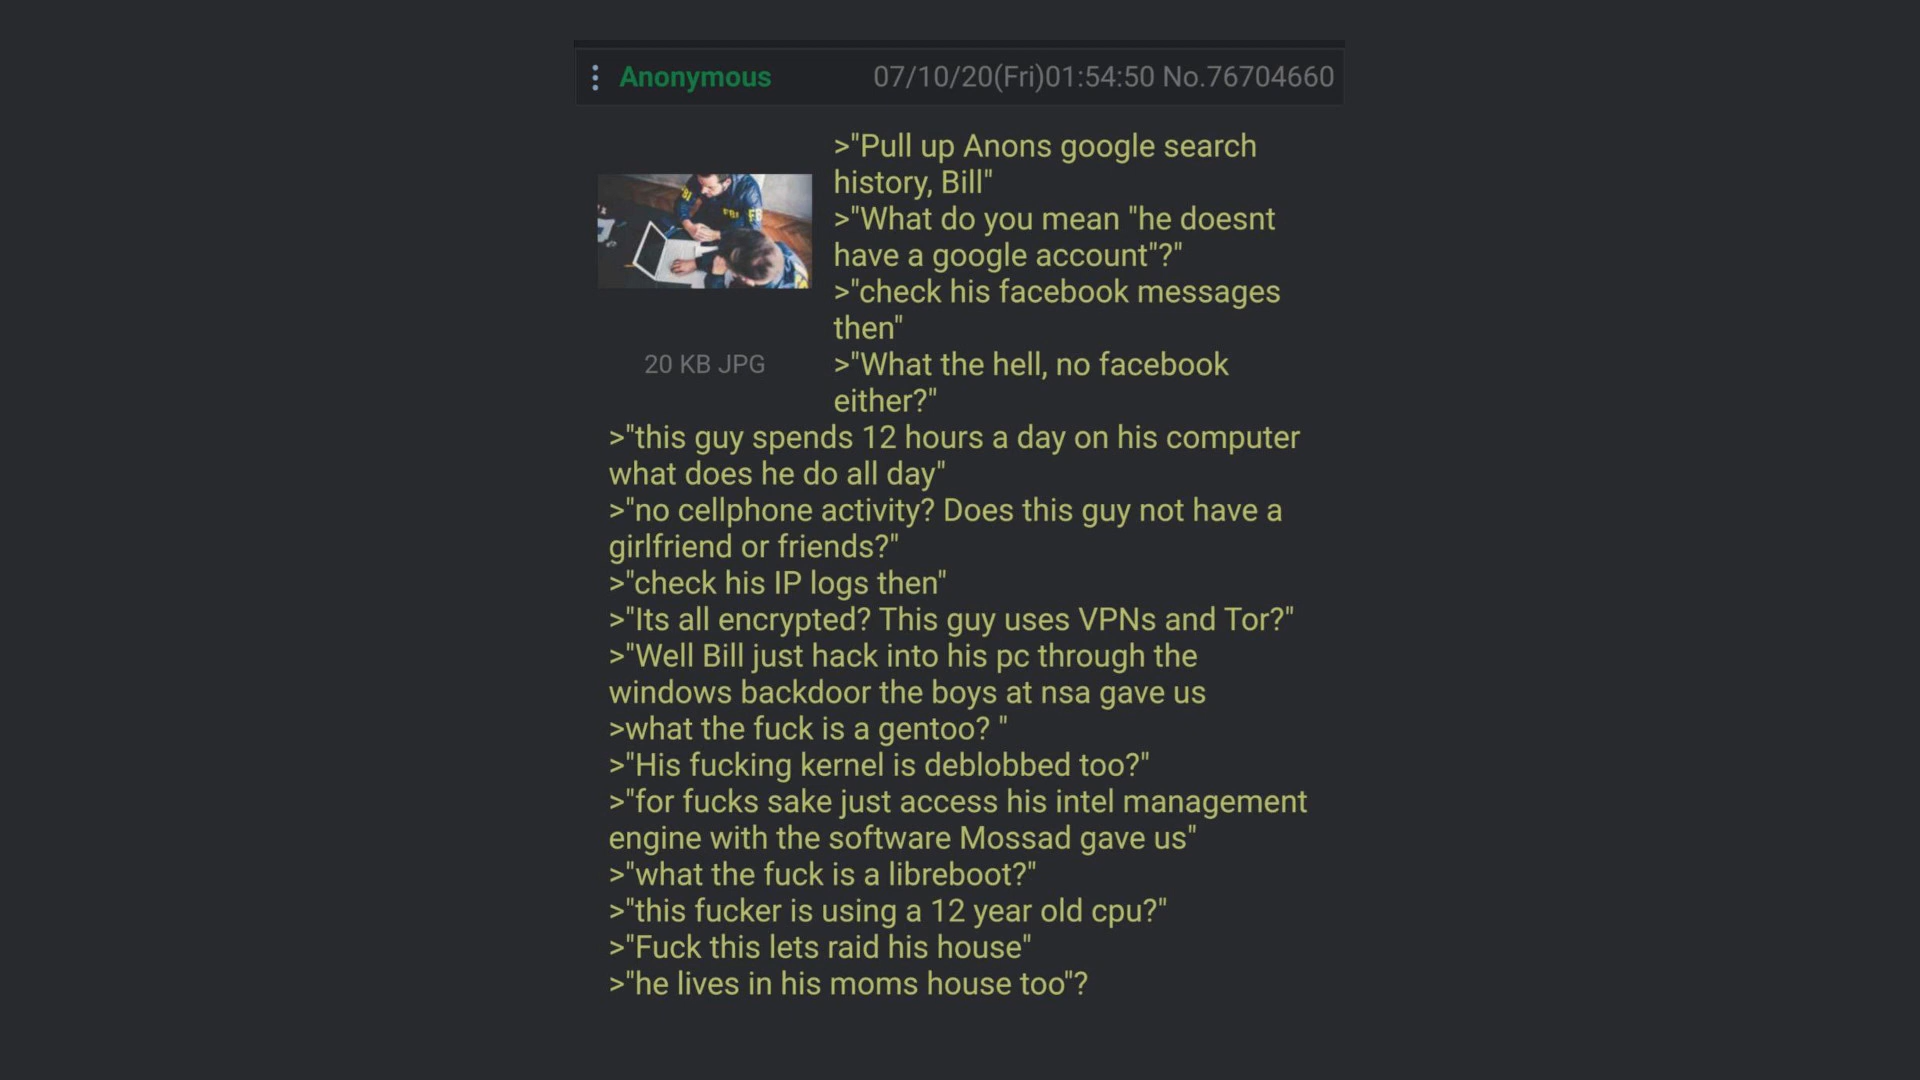 Anonymous 07/10/20(Fri)01:54:50 No.76704660
>"Pull up Anons google search
history, Bill"
>"What do you mean "he doesnt
have a google account"?"
>"check his facebook messages
then"
>"What the hell, no facebook
either?"
20 KB JPG
>"this guy spends 12 hours a day on his computer
what does he do all day"
>"no cellphone activity? Does this guy not have a
girlfriend or friends?"
>"check his IP logs then"
>"Its all encrypted? This guy uses VPNs and Tor?"
>"Well Bill just hack into his pc through the
windows backdoor the boys at nsa gave us
>what the fuck is a gentoo? "
>"His fucking kernel is deblobbed too?"
>"for fucks sake just access his intel management
engine with the software Mossad gave us"
>"what the fuck is a libreboot?"
>"this fucker is using a 12 year old cpu?"
>"Fuck this lets raid his house"
>"he lives in his moms house too"?